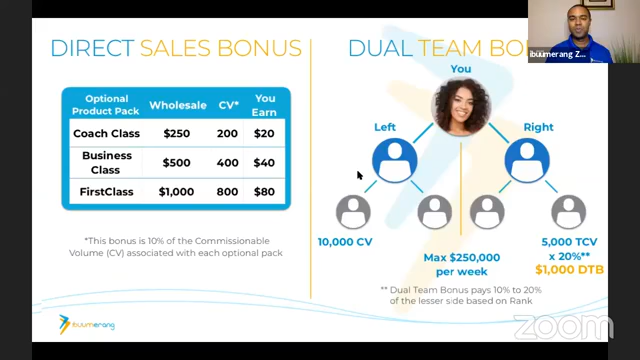 DIRECT SALES BONUS
Optional
Product Pack
Wholesale
CV*
You
Earn
Coach Class
$250
200
$20
Business
Class
$500
400
$40
FirstClass
$1,000
800
$80
*This bonus is 10% of the Commissionable
Volume (CV) associated with each optional pack
ibuumerang
DUAL TEAM BO
You
Left
Right
10,000 CV
Max $250,000
per week
5,000 TCV
x 20%**
$1,000 DTB
** Dual Team Bonus pays 10% to 20%
of the lesser side based on Rank
ibuumerang Z...
zoom